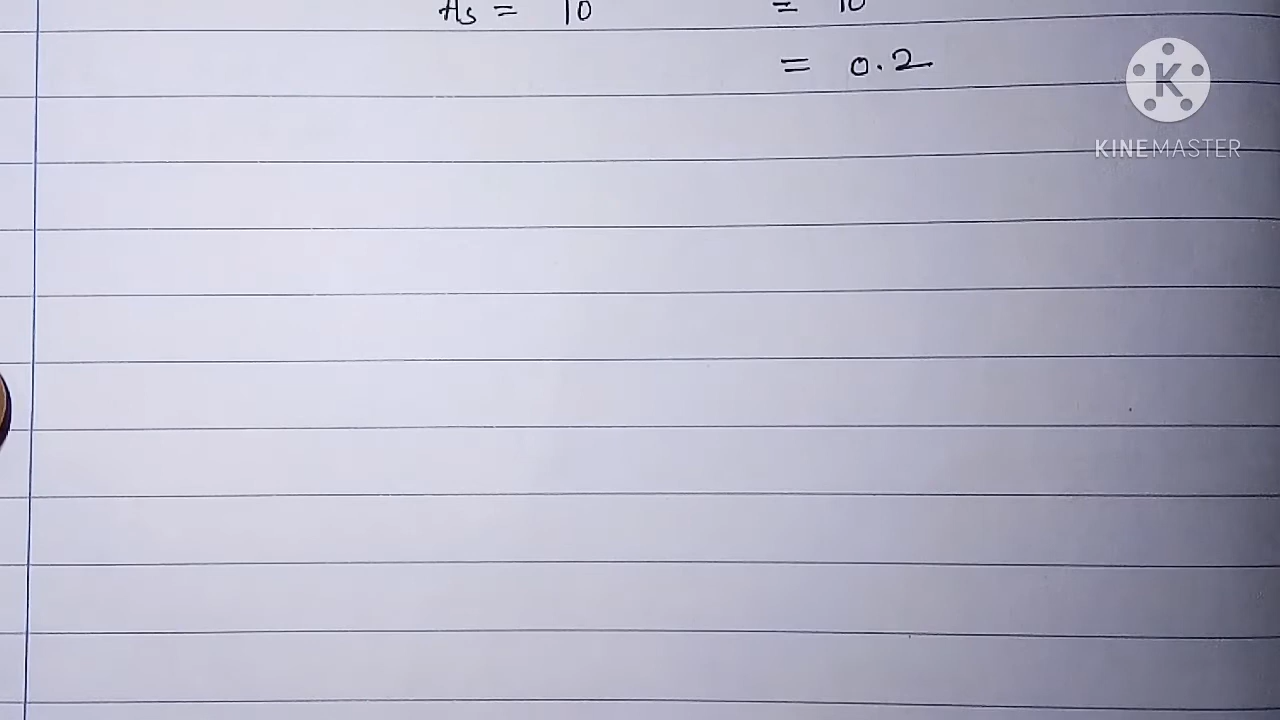 As = 10 = 10
= 0.2
K
KINEMASTER